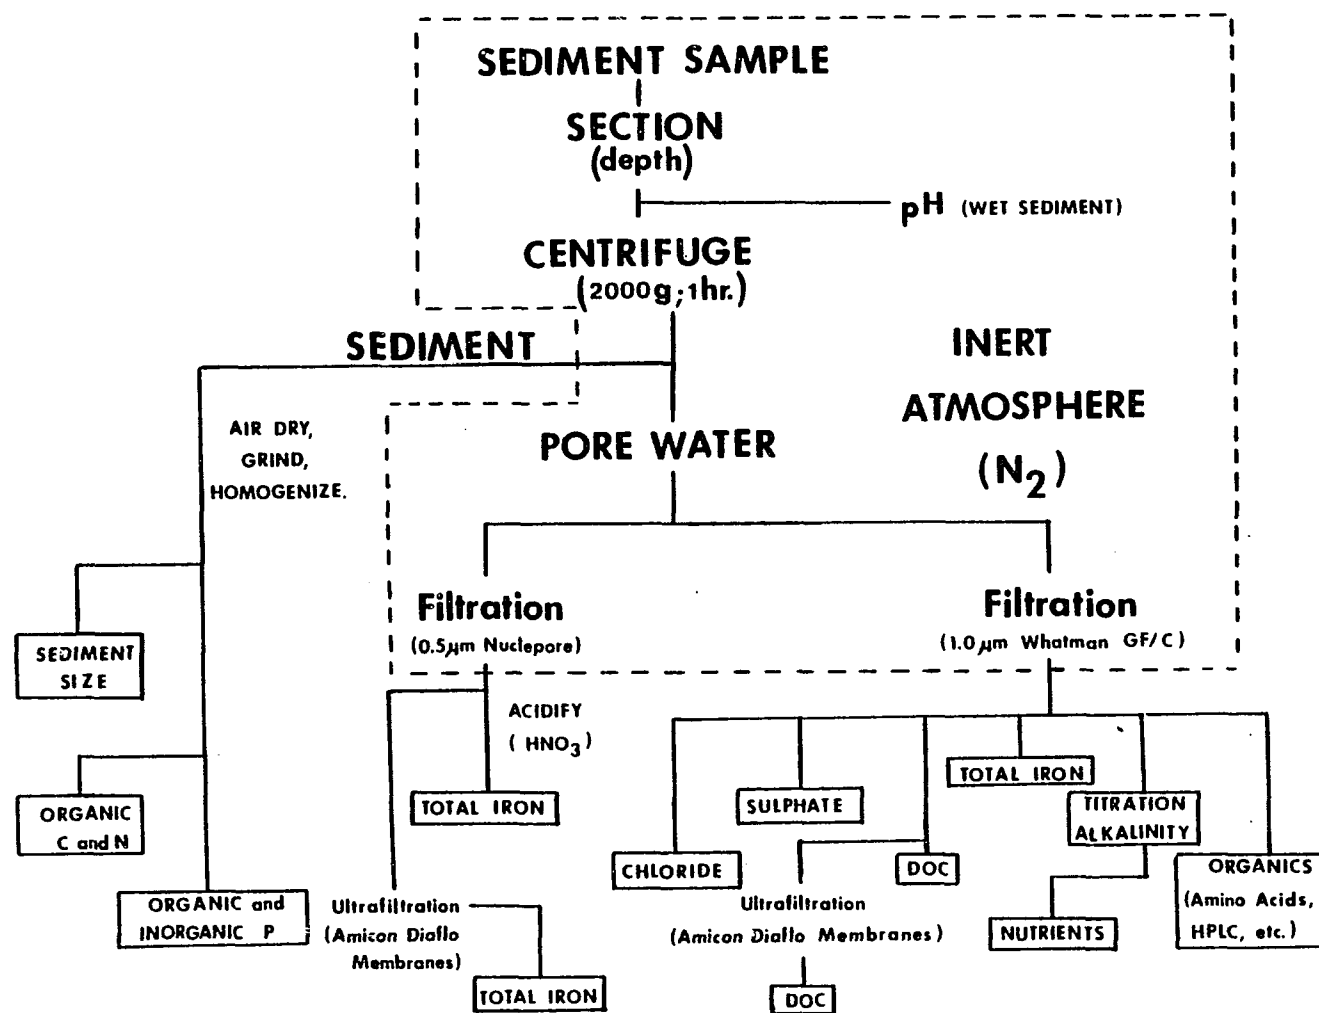 SEDIMENT SAMPLE
SECTION
(depth)
pH (WET SEDIMENT)
CENTRIFUGE
(2000g;1hr.)
SEDIMENT
INERT
ATMOSPHERE
(N2)
AIR DRY,
GRIND,
HOMOGENIZE.
PORE WATER
Filtration
(0.5µm Nuclepore)
Filtration
(1.0µm Whatman GF/C)
SEDIMENT
SIZE
ACIDIFY
(HNO3)
ORGANIC
C and N
TOTAL IRON
SULPHATE
TOTAL IRON
TITRATION
ALKALINITY
CHLORIDE
DOC
ORGANICS
(Amino Acids,
HPLC, etc.)
ORGANIC and
INORGANIC P
Ultrafiltration
(Amicon Diaflo
Membranes)
Ultrafiltration
(Amicon Diaflo Membranes)
NUTRIENTS
TOTAL IRON
DOC